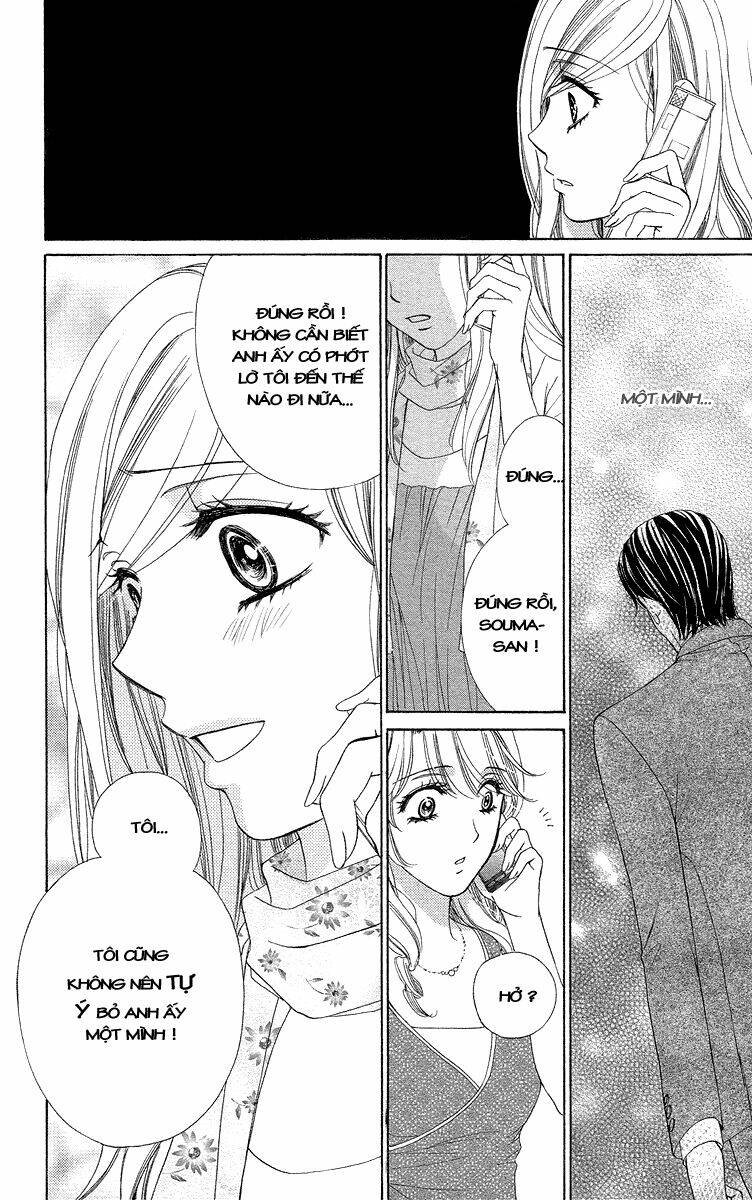 MỘT MÌNH...
ĐÚNG...
ĐÚNG RỒI,
SOUMA-
SAN !
HỞ ?
ĐÚNG RỒI !
KHÔNG CẦN BIẾT
ANH ẤY CÓ PHỚT
LỜ TÔI ĐẾN THẾ
NÀO ĐI NỮA...
TÔI...
TÔI CŨNG
KHÔNG NÊN TỰ
Ý BỎ ANH ẤY
MỘT MÌNH !